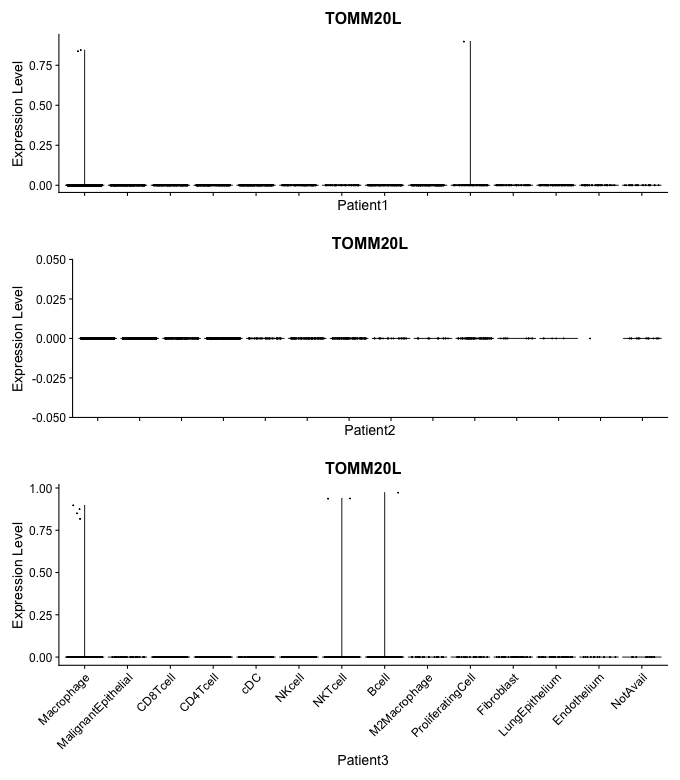 TOMM20L
Expression Level
0.75
0.50
0.25
0.00
Patient1
TOMM20L
Expression Level
0.050
0.025
0.000
-0.025
-0.050
Patient2
TOMM20L
Expression Level
1.00
0.75
0.50
0.25
0.00
Macrophage
MalignantEpithelial
CD8Tcell
CD4Tcell
cDC
NKcell
NKTcell
Bcell
M2Macrophage
ProliferatingCell
Fibroblast
LungEpithelium
Endothelium
NotAvail
Patient3